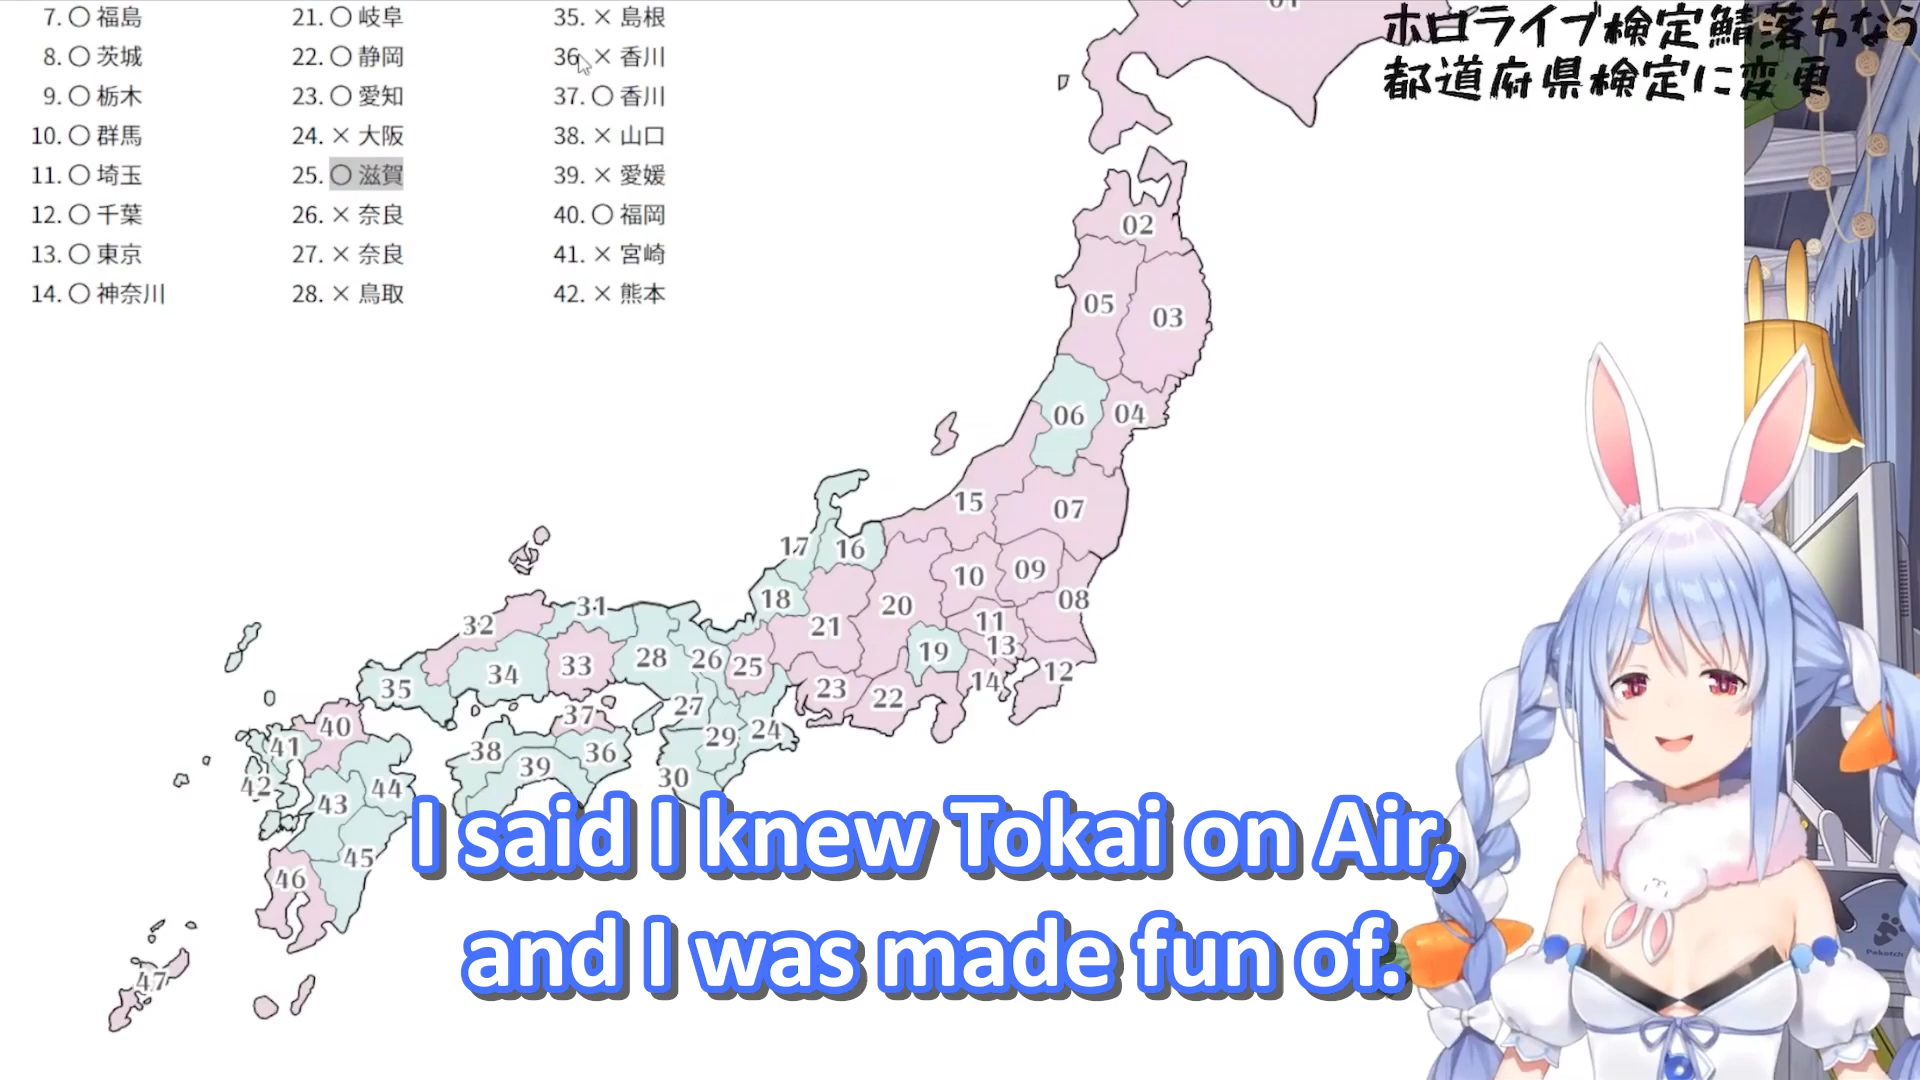 7. 〇 福島
8. 〇 茨城
9. 〇 栃木
10. 〇 群馬
11. 〇 埼玉
12. 〇 千葉
13. 〇 東京
14. 〇 神奈川
21. 〇 岐阜
22. 〇 静岡
23. 〇 愛知
24. × 大阪
25. 〇 滋賀
26. × 奈良
27. × 奈良
28. × 鳥取
35. × 島根
36. × 香川
37. 〇 香川
38. × 山口
39. × 愛媛
40. 〇 福岡
41. × 宮崎
42. × 熊本
ホロライブ検定鯖落ちなう
都道府県検定に変更
01
02
05
03
06
04
15
07
17
16
10
09
18
20
08
31
32
21
11
13
19
28
26
25
33
34
12
14
35
23
22
27
37
40
24
29
41
38
36
39
30
42
44
43
45
46
47
I said I knew Tokai on Air,
and I was made fun of.